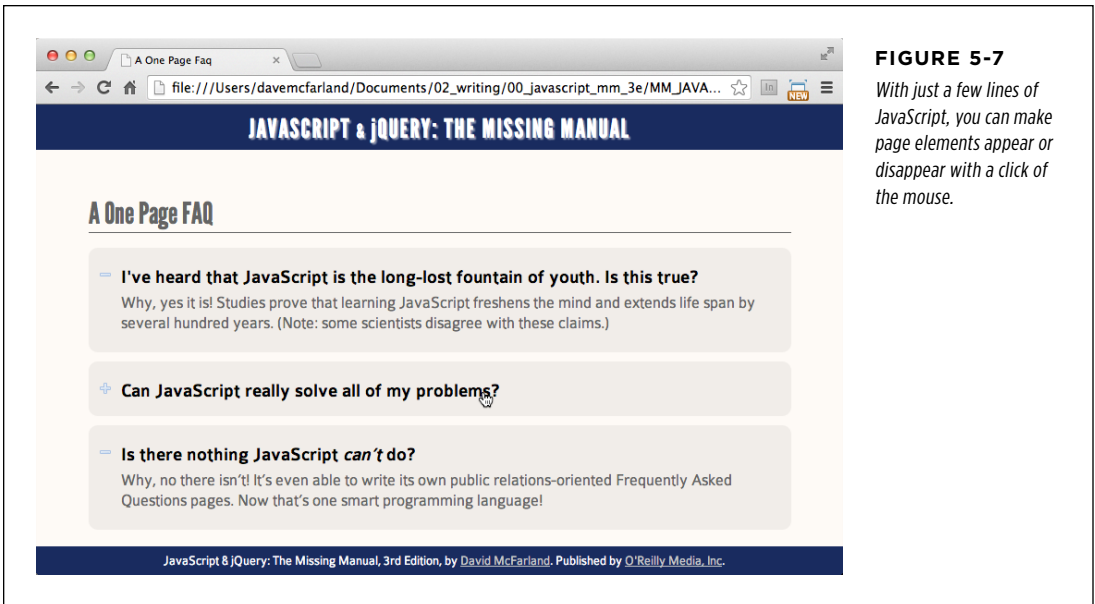 A One Page Faq
file:///Users/davemcfarland/Documents/02_writing/00_javascript_mm_3e/MM_JAVA...
In
NEW
JAVASCRIPT & jQUERY: THE MISSING MANUAL
A One Page FAQ
I've heard that JavaScript is the long-lost fountain of youth. Is this true?
Why, yes it is! Studies prove that learning JavaScript freshens the mind and extends life span by
several hundred years. (Note: some scientists disagree with these claims.)
Can JavaScript really solve all of my problems?
Is there nothing JavaScript can't do?
Why, no there isn't! It's even able to write its own public relations-oriented Frequently Asked
Questions pages. Now that's one smart programming language!
JavaScript & jQuery: The Missing Manual, 3rd Edition, by David McFarland. Published by O'Reilly Media, Inc.
FIGURE 5-7
With just a few lines of
JavaScript, you can make
page elements appear or
disappear with a click of
the mouse.